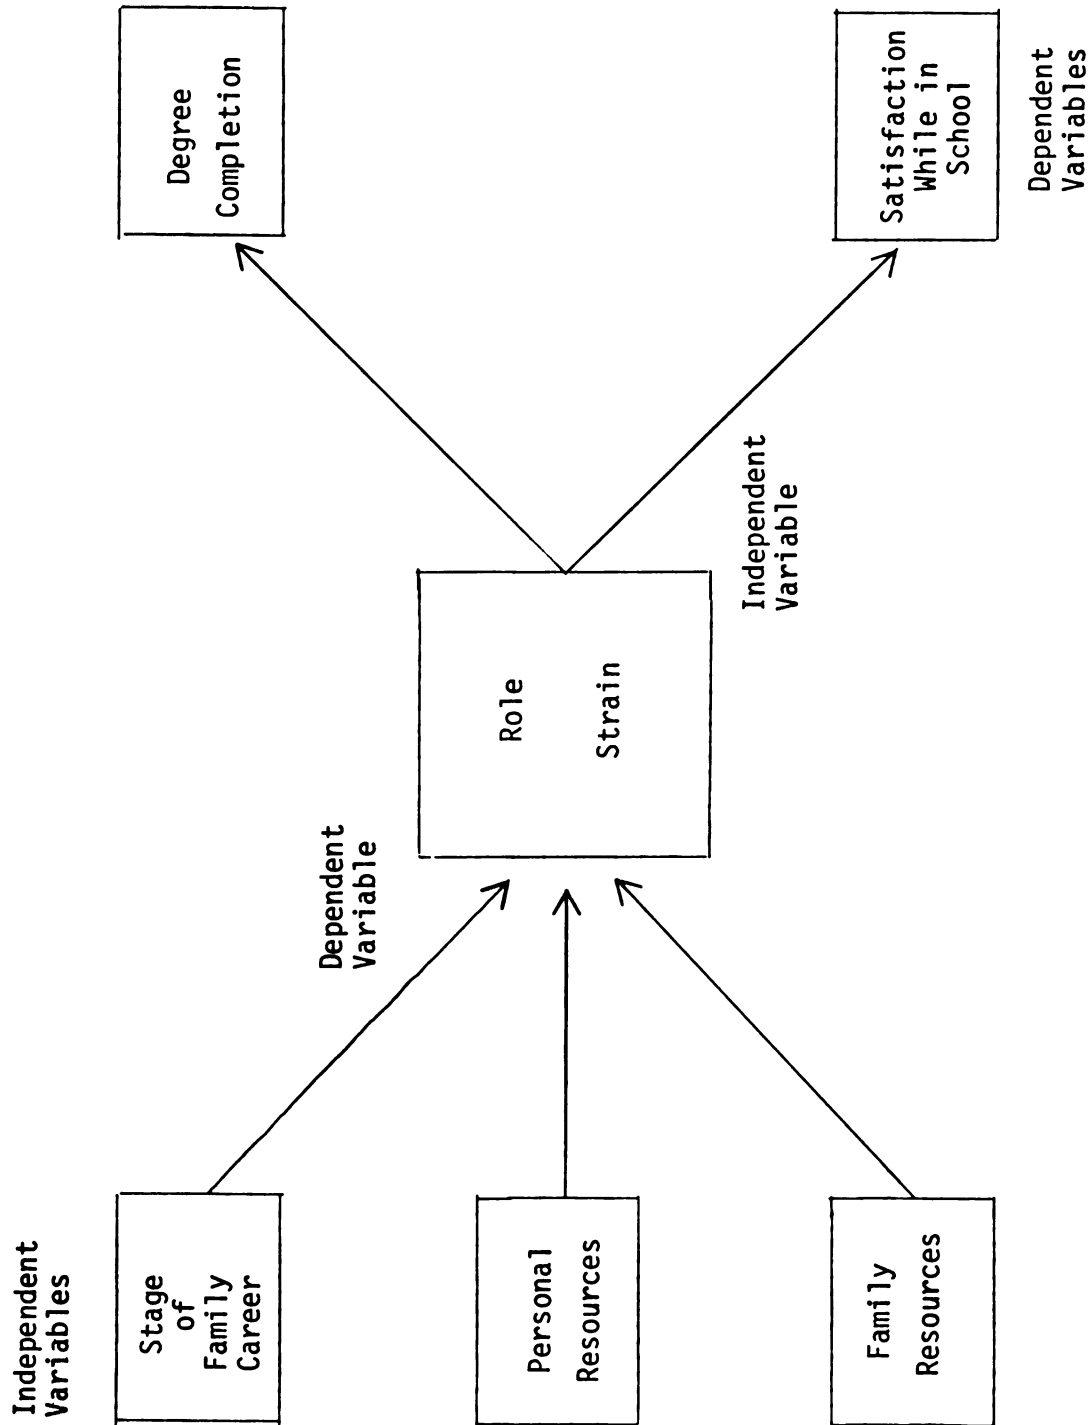 Independent
Variables
Stage
of
Family
Career
Personal
Resources
Family
Resources
Dependent
Variable
Role
Strain
Independent
Variable
Degree
Completion
Satisfaction
While in
School
Dependent
Variables